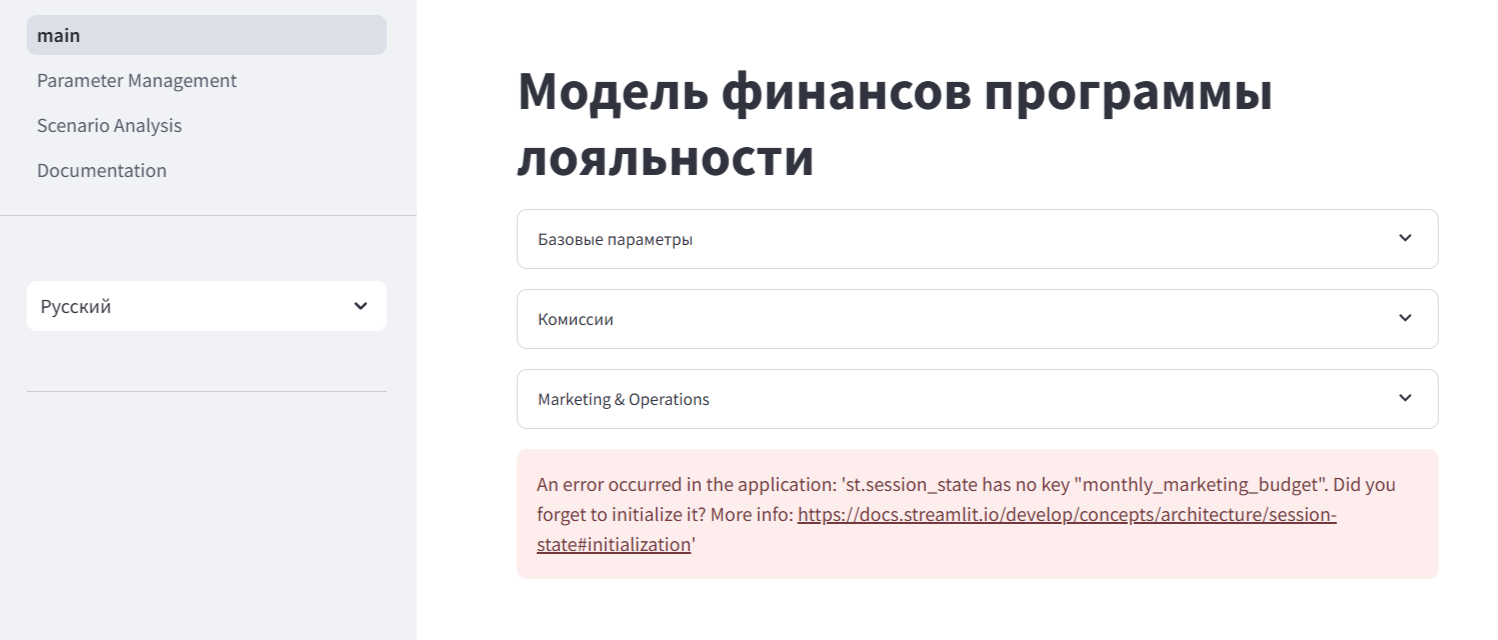 main
Parameter Management
Scenario Analysis
Documentation
Русский
Модель финансов программы
лояльности
Базовые параметры
Комиссии
Marketing & Operations
An error occurred in the application: 'st.session_state has no key "monthly_marketing_budget". Did you
forget to initialize it? More info: https://docs.streamlit.io/develop/concepts/architecture/session-
state#initialization'